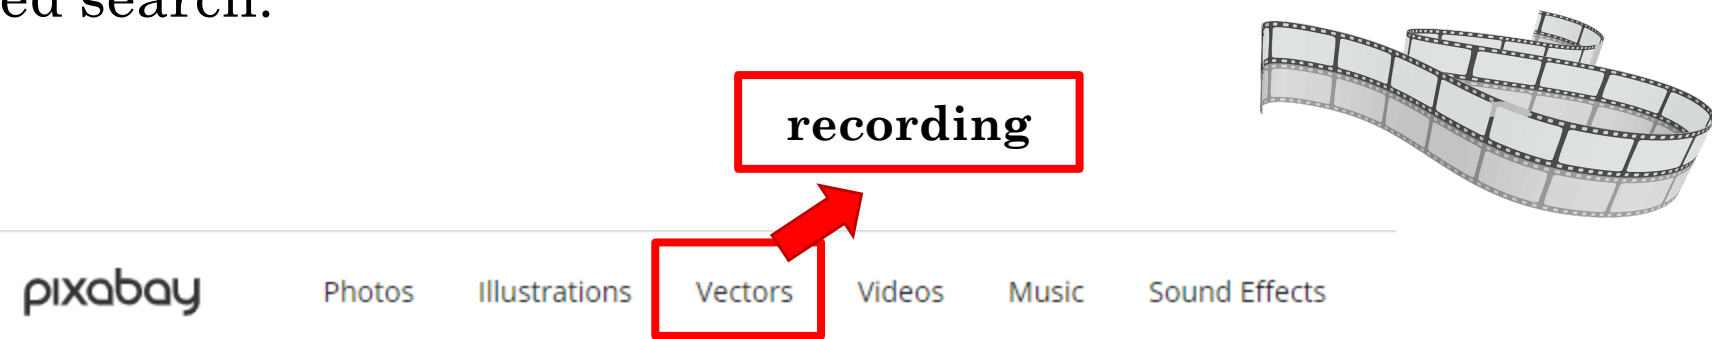 ed search.
recording
pixabay Photos Illustrations Vectors Videos Music Sound Effects